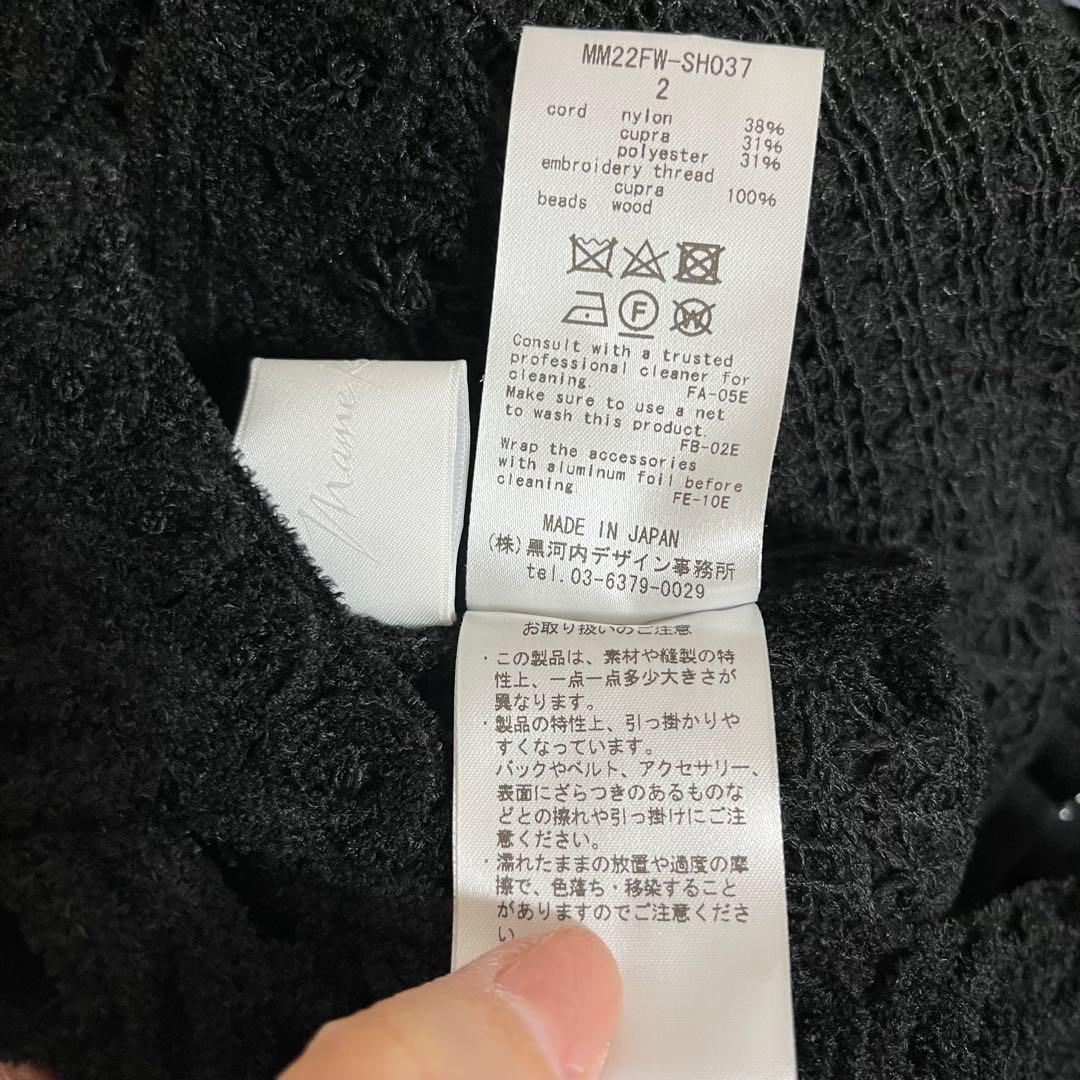 MM22FW-SH037
2
cord nylon 38%
cupra 31%
polyester 31%
embroidery thread
cupra 100%
beads wood
F
W
Consult with a trusted
professional cleaner for
cleaning. FA-05E
Make sure to use a net
to wash this product.
FB-02E
Wrap the accessories
with aluminum foil before
cleaning. FE-10E
MADE IN JAPAN
(株)黒河内デザイン事務所
tel.03-6379-0029
Mame
お取り扱いのご注意
・この製品は、素材や縫製の特
性上、一点一点多少大きさが
異なります。
・製品の特性上、引っ掛かりや
すくなっています。
バックやベルト、アクセサリー、
表面にざらつきのあるものな
どとの擦れや引っ掛けにご注
意ください。
・濡れたままの放置や過度の摩
擦で、色落ち・移染すること
がありますのでご注意くださ
い